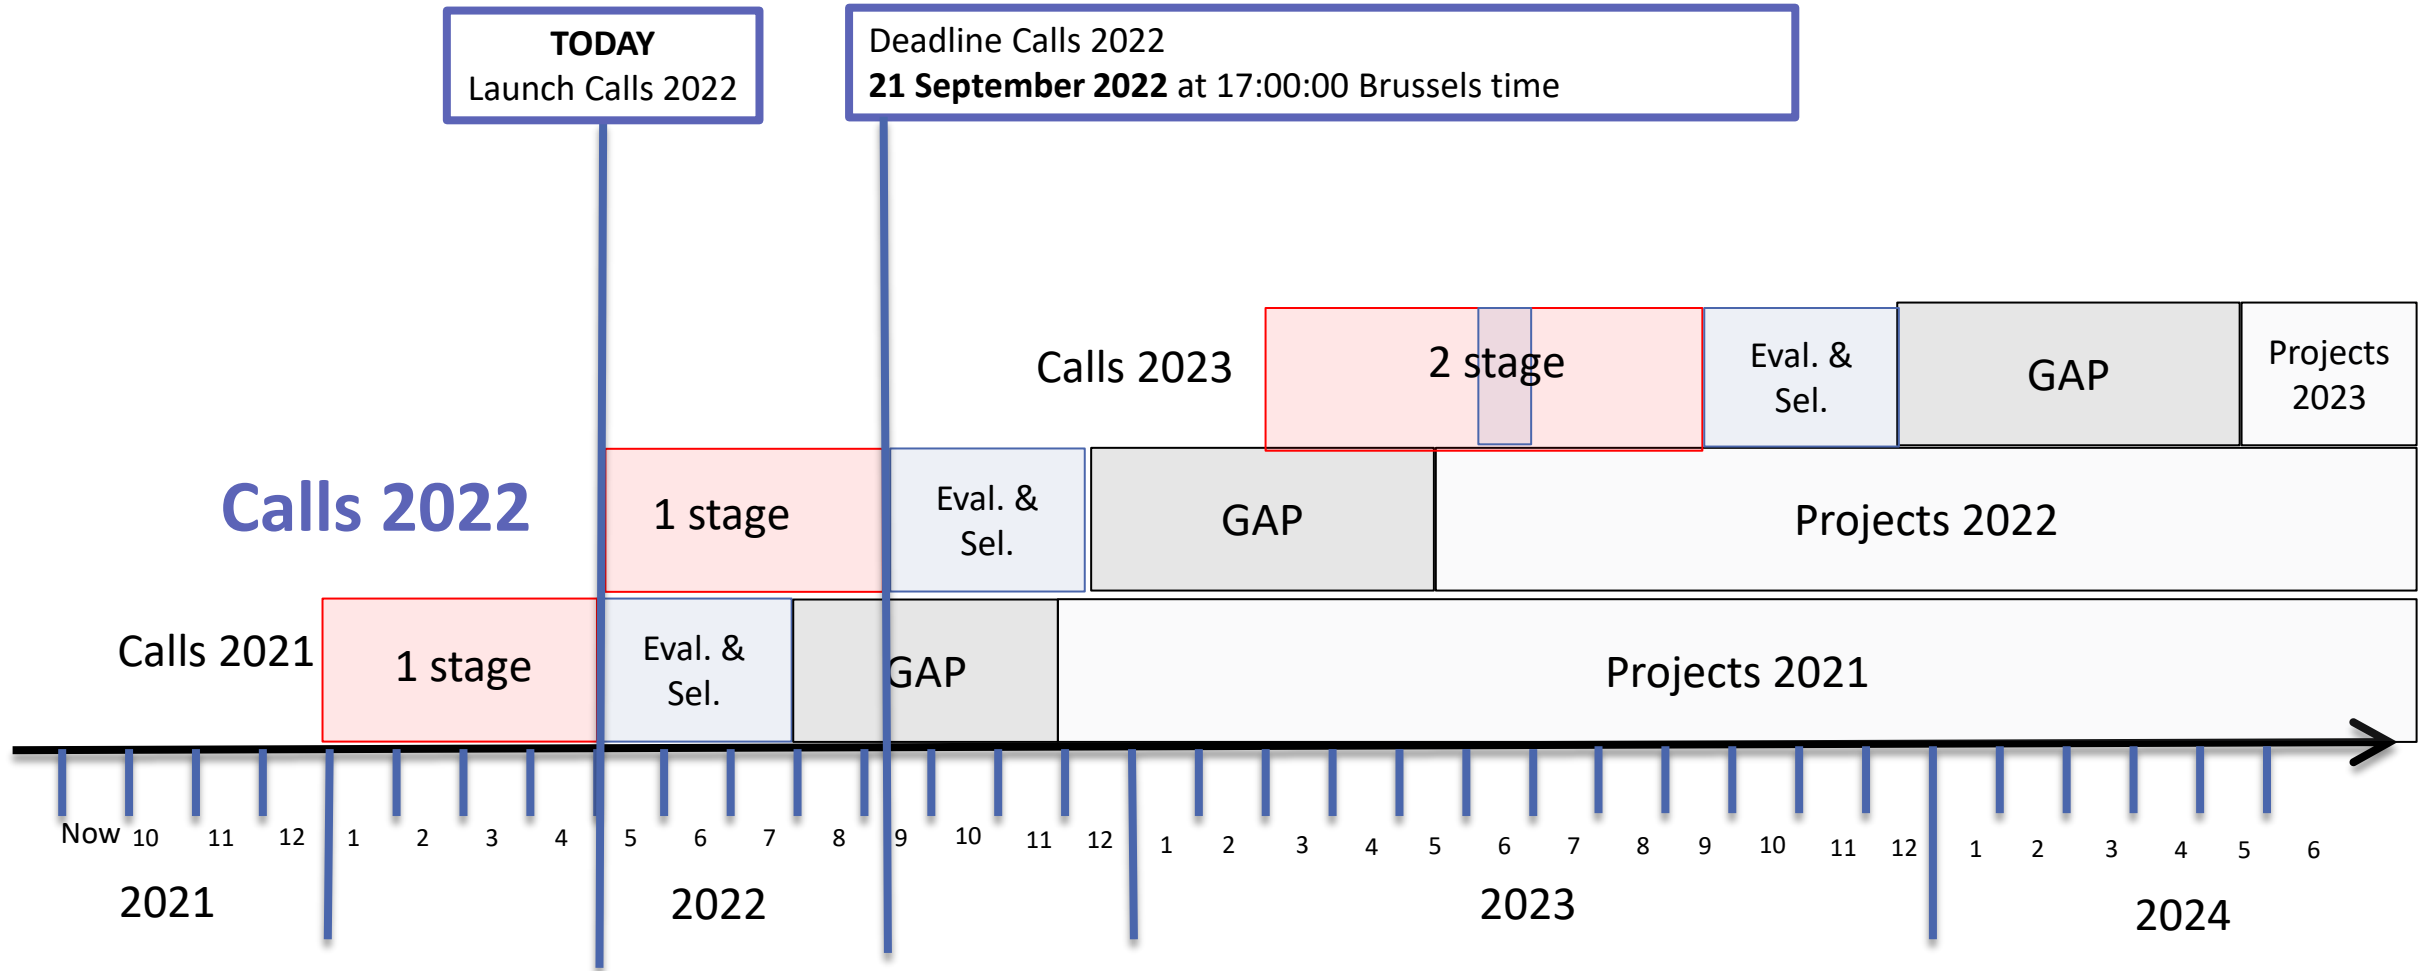 TODAY
Launch Calls 2022
Deadline Calls 2022
21 September 2022 at 17:00:00 Brussels time
Calls 2023
2 stage
Eval. &
Sel.
GAP
Projects
2023
Calls 2022
1 stage
Eval. &
Sel.
GAP
Projects 2022
Calls 2021
1 stage
Eval. &
Sel.
GAP
Projects 2021
Now 10 11 12 1 2 3 4 5 6 7 8 9 10 11 12 1 2 3 4 5 6 7 8 9 10 11 12 1 2 3 4 5 6
2021 2022 2023 2024